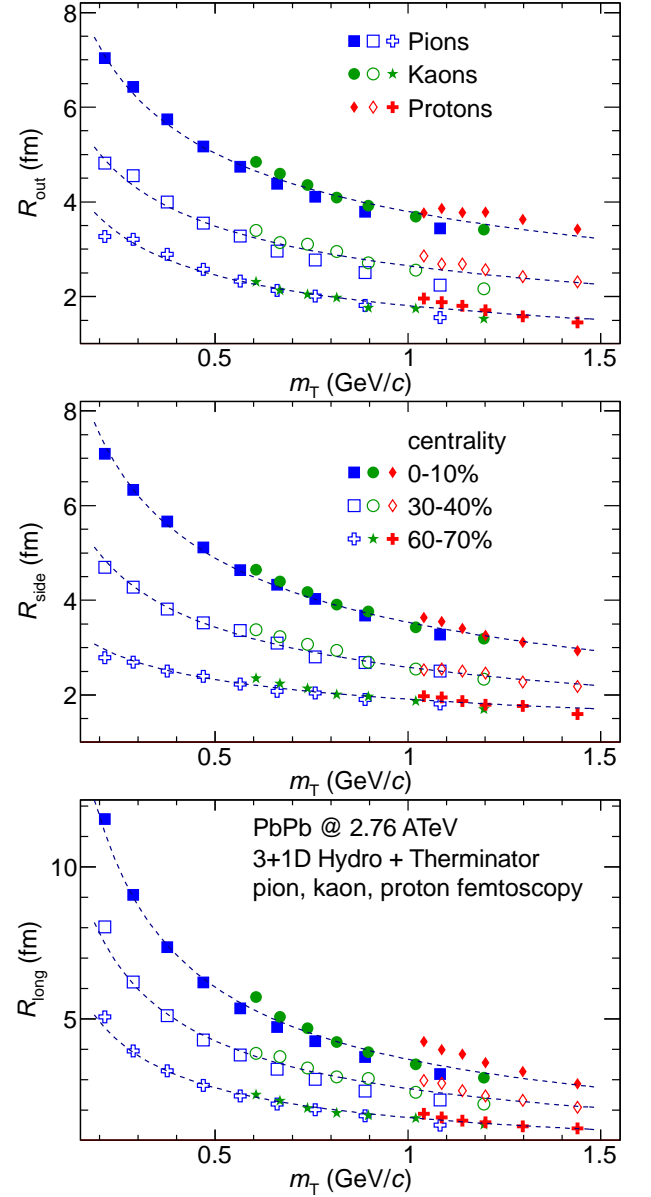 8
6
4
2
R_out (fm)
Pions
Kaons
Protons
0.5
1
1.5
m_T (GeV/c)
8
6
4
2
R_side (fm)
centrality
0-10%
30-40%
60-70%
0.5
1
1.5
m_T (GeV/c)
10
5
R_long (fm)
PbPb @ 2.76 ATeV
3+1D Hydro + Therminator
pion, kaon, proton femtoscopy
0.5
1
1.5
m_T (GeV/c)